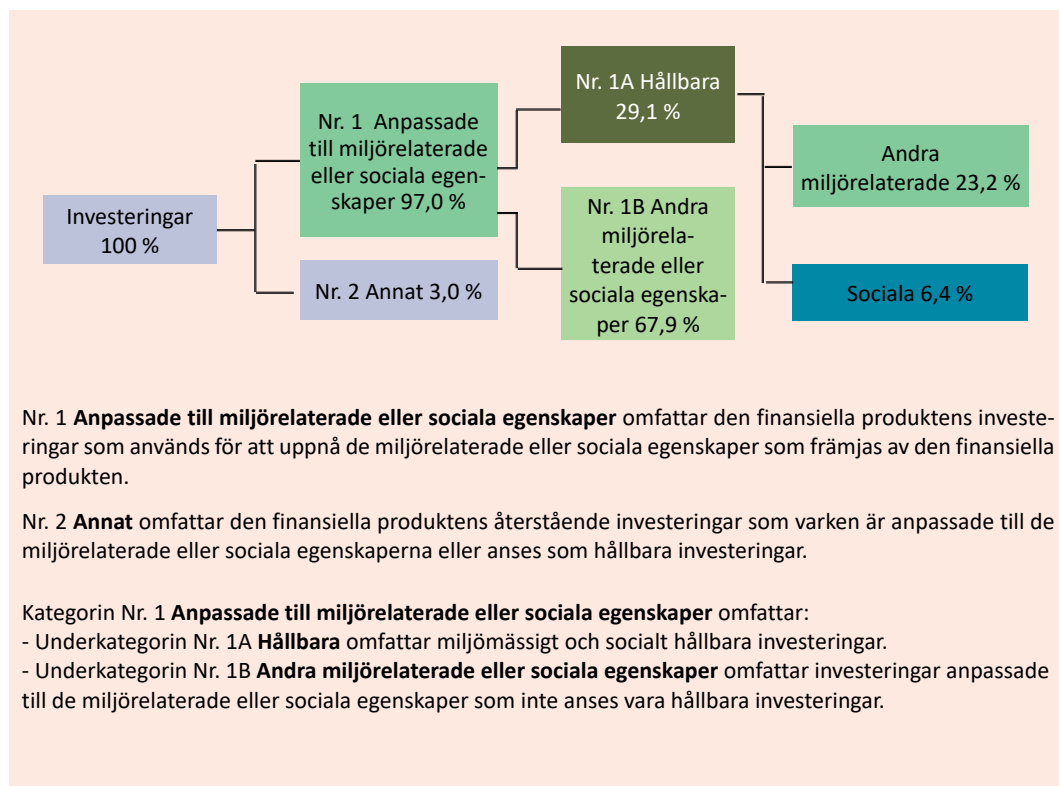 Investeringar
100 %
Nr. 1  Anpassade
till miljörelaterade
eller sociala egen-
skaper 97,0 %
Nr. 2 Annat 3,0 %
Nr. 1A Hållbara
29,1 %
Nr. 1B Andra
miljörela-
terade eller
sociala egenska-
per 67,9 %
Andra
miljörelaterade 23,2 %
Sociala 6,4 %
Nr. 1 Anpassade till miljörelaterade eller sociala egenskaper omfattar den finansiella produktens investe-
ringar som används för att uppnå de miljörelaterade eller sociala egenskaper som främjas av den finansiella
produkten.
Nr. 2 Annat omfattar den finansiella produktens återstående investeringar som varken är anpassade till de
miljörelaterade eller sociala egenskaperna eller anses som hållbara investeringar.
Kategorin Nr. 1 Anpassade till miljörelaterade eller sociala egenskaper omfattar:
- Underkategorin Nr. 1A Hållbara omfattar miljömässigt och socialt hållbara investeringar.
- Underkategorin Nr. 1B Andra miljörelaterade eller sociala egenskaper omfattar investeringar anpassade
till de miljörelaterade eller sociala egenskaper som inte anses vara hållbara investeringar.